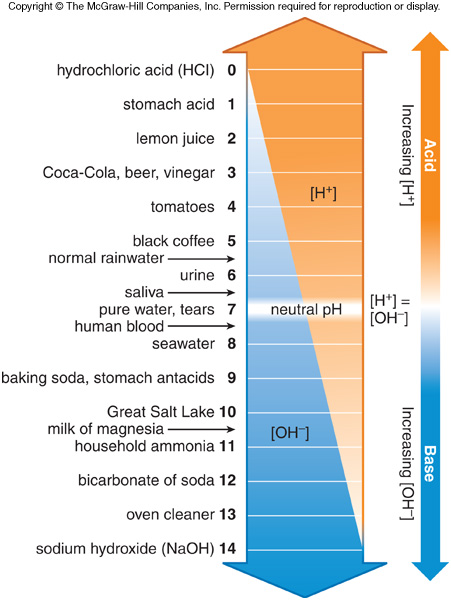 Copyright © The McGraw-Hill Companies, Inc. Permission required for reproduction or display.
hydrochloric acid (HCl) 0
stomach acid 1
lemon juice 2
Coca-Cola, beer, vinegar 3
tomatoes 4
black coffee 5
normal rainwater
urine 6
saliva
pure water, tears 7
human blood
seawater 8
baking soda, stomach antacids 9
Great Salt Lake 10
milk of magnesia
household ammonia 11
bicarbonate of soda 12
oven cleaner 13
sodium hydroxide (NaOH) 14
[H⁺]
neutral pH
[OH⁻]
[H⁺] =
[OH⁻]
Increasing [H⁺]
Acid
Increasing [OH⁻]
Base